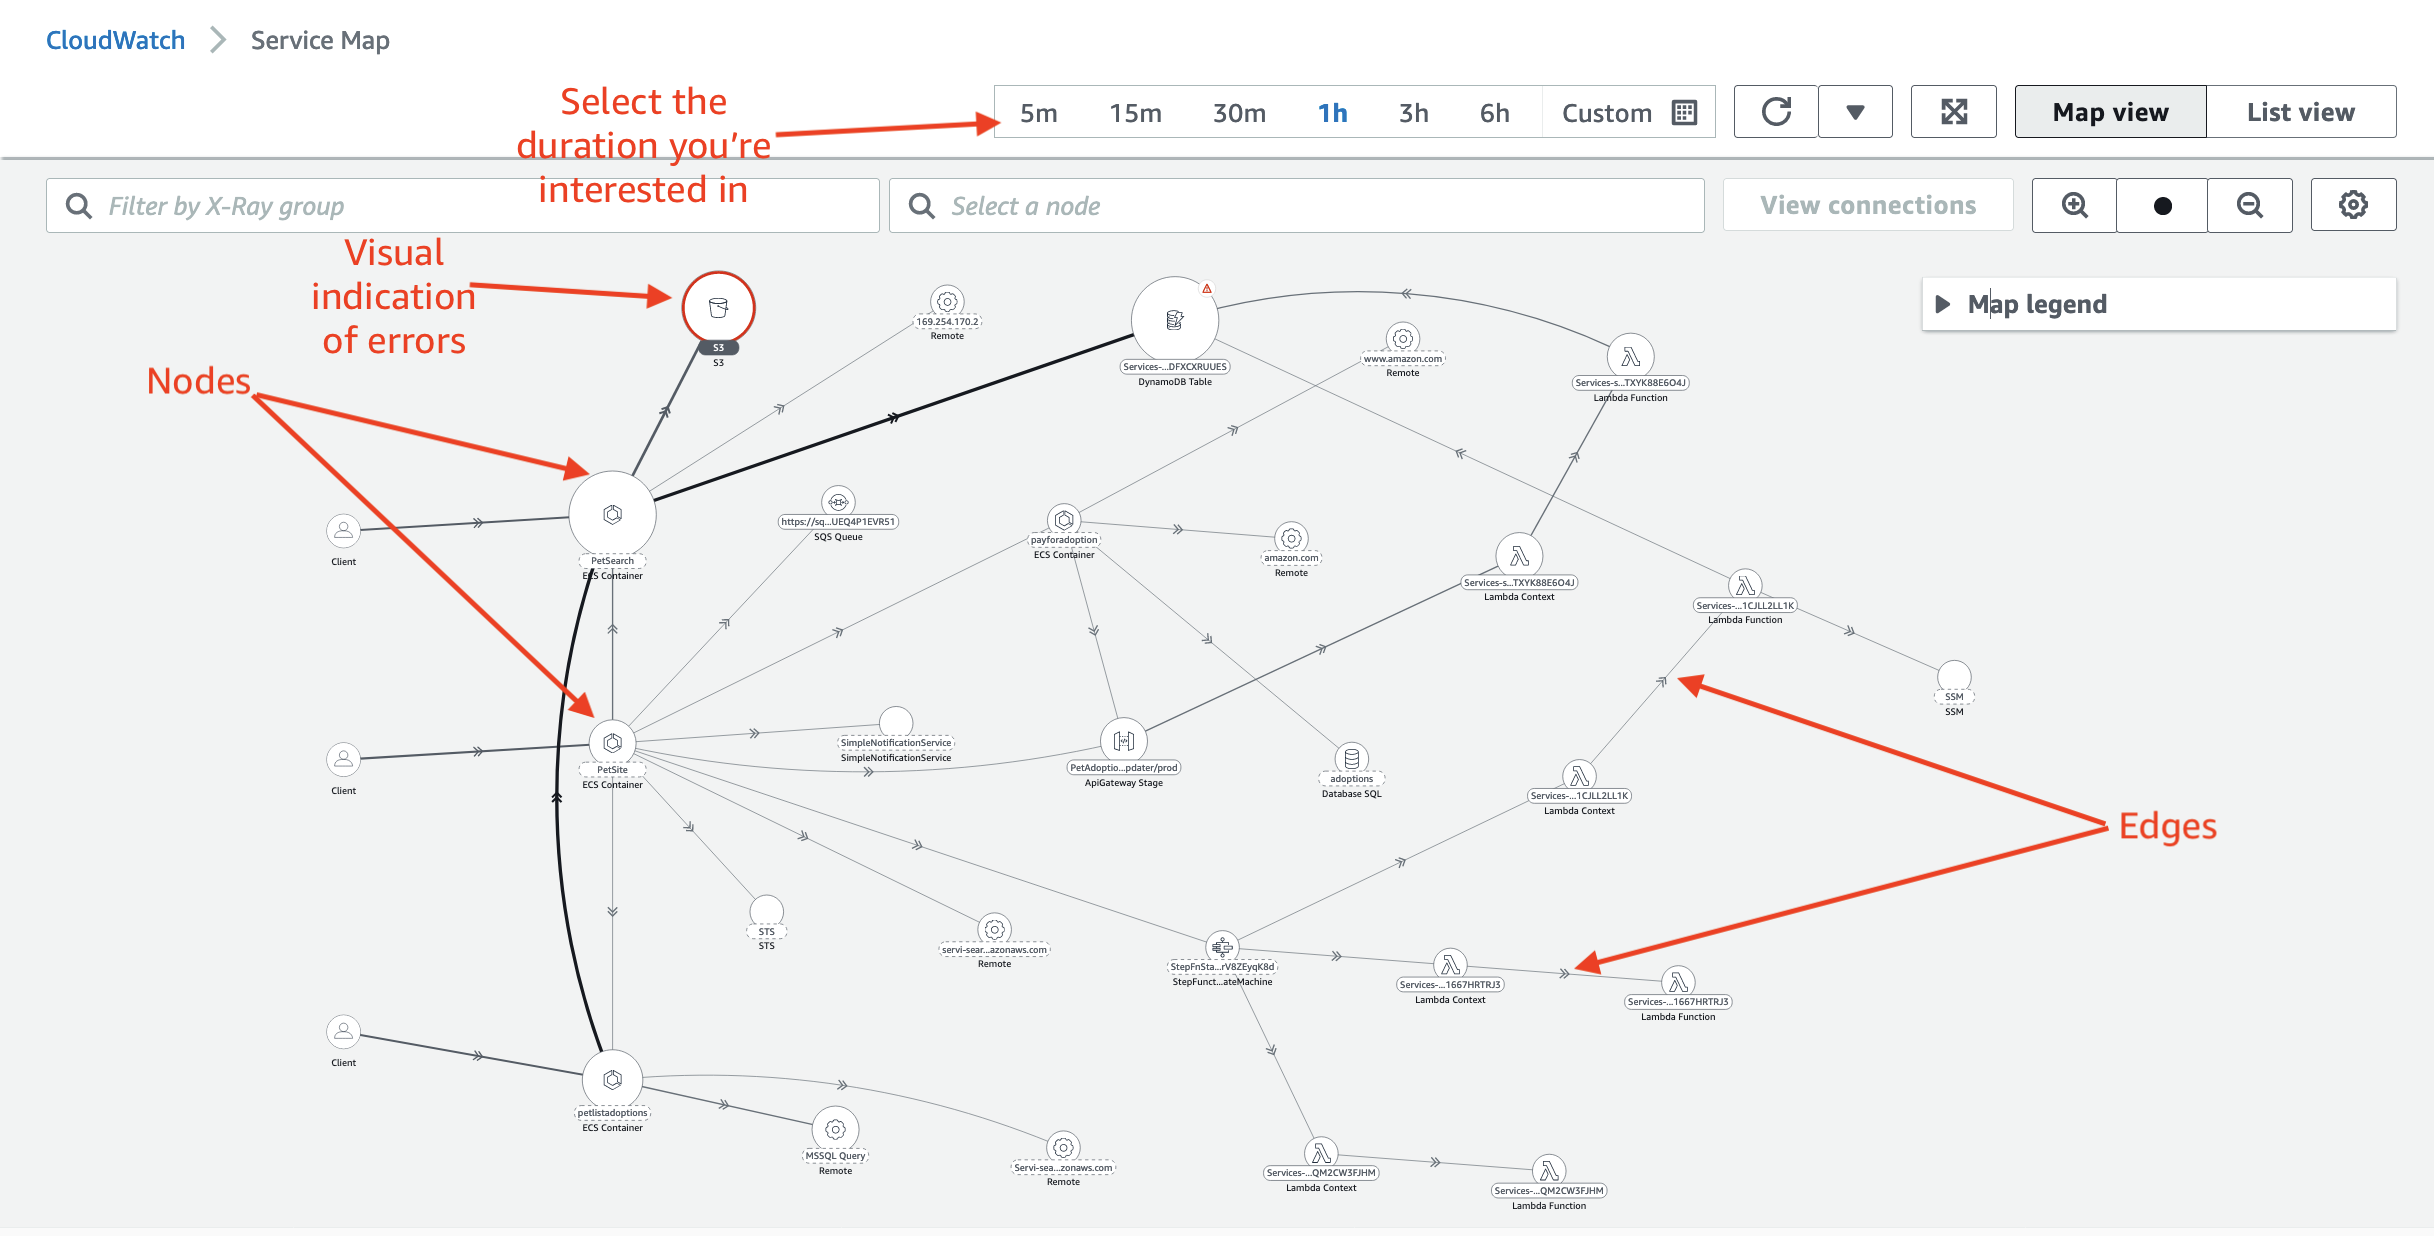 CloudWatch Service Map
Select the
duration you're
interested in
5m 15m 30m 1h 3h 6h Custom
Map view List view
Filter by X-Ray group
Select a node
View connections
Visual
indication
of errors
Map legend
Nodes
S3
S3
169.254.170.2
Remote
Services-...DFXCXRUUES
DynamoDB Table
www.amazon.com
Remote
Services-s...TXYK88E6O4J
Lambda Function
Client
PetSearch
ECS Container
https://sq...UEQ4P1EVR51
SQS Queue
payforadoption
ECS Container
amazon.com
Remote
Services-s...TXYK88E6O4J
Lambda Context
Services-...1CJLL2LL1K
Lambda Function
SSM
SSM
Client
PetSite
ECS Container
SimpleNotificationService
SimpleNotificationService
PetAdoptio...pdater/prod
ApiGateway Stage
adoptions
Database SQL
Services-...1CJLL2LL1K
Lambda Context
Edges
STS
STS
servi-sear...azonaws.com
Remote
StepFnSta...rV8ZEyqK8d
StepFunct...ateMachine
Services-...1667HRTRJ3
Lambda Context
Services-...1667HRTRJ3
Lambda Function
Client
petlistadoptions
ECS Container
MSSQL Query
Remote
Servi-sea...zonaws.com
Remote
Services-...QM2CW3FJHM
Lambda Context
Services-...QM2CW3FJHM
Lambda Function